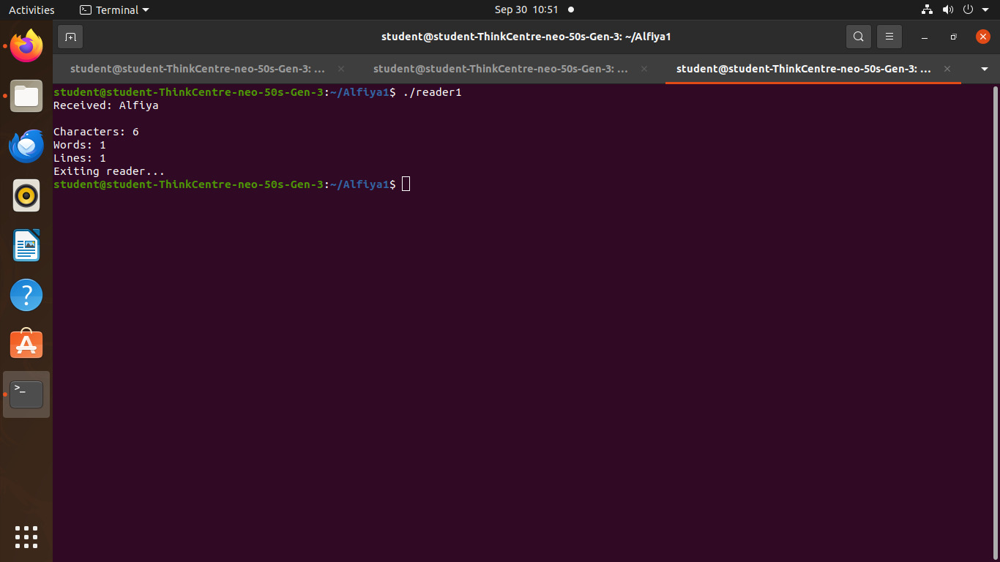 Activities Terminal Sep 30 10:51
student@student-ThinkCentre-neo-50s-Gen-3: ~/Alfiya1
student@student-ThinkCentre-neo-50s-Gen-3: ... student@student-ThinkCentre-neo-50s-Gen-3: ... student@student-ThinkCentre-neo-50s-Gen-3: ...
student@student-ThinkCentre-neo-50s-Gen-3:~/Alfiya1$ ./reader1
Received: Alfiya
Characters: 6
Words: 1
Lines: 1
Exiting reader...
student@student-ThinkCentre-neo-50s-Gen-3:~/Alfiya1$